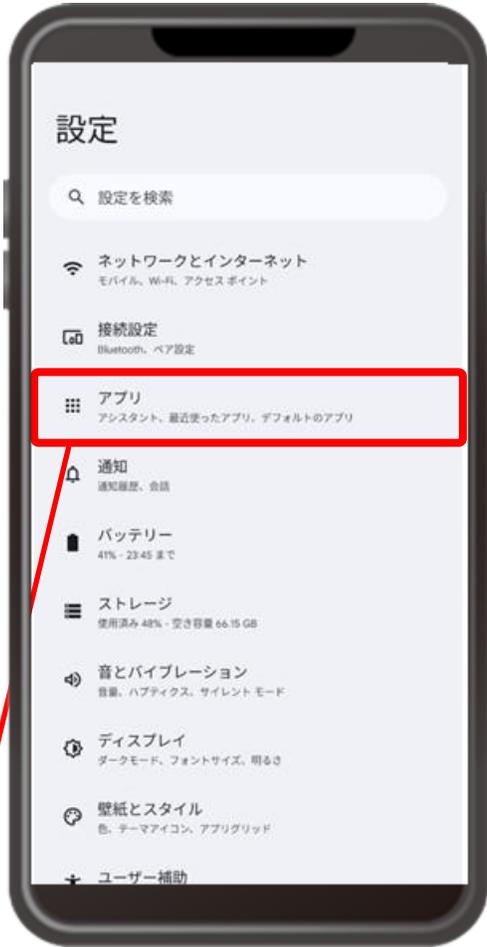 設定
設定を検索
ネットワークとインターネット
モバイル、Wi-Fi、アクセス ポイント
接続設定
Bluetooth、ペア設定
アプリ
アシスタント、最近使ったアプリ、デフォルトのアプリ
通知
通知履歴、会話
バッテリー
41% - 23:45 まで
ストレージ
使用済み 48% - 空き容量 66.15 GB
音とバイブレーション
音量、ハプティクス、サイレント モード
ディスプレイ
ダークモード、フォントサイズ、明るさ
壁紙とスタイル
色、テーマアイコン、アプリグリッド
ユーザー補助